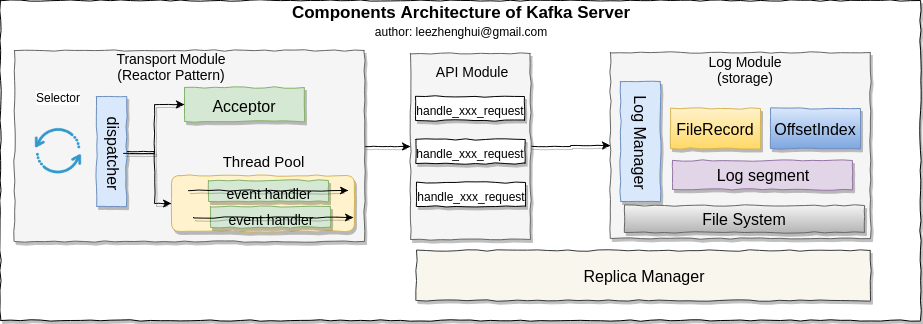 Components Architecture of Kafka Server
author: leezhenghui@gmail.com
Transport Module
(Reactor Pattern)
Selector
dispatcher
Acceptor
Thread Pool
event handler
event handler
API Module
handle_xxx_request
handle_xxx_request
handle_xxx_request
Log Module
(storage)
Log Manager
FileRecord
OffsetIndex
Log segment
File System
Replica Manager